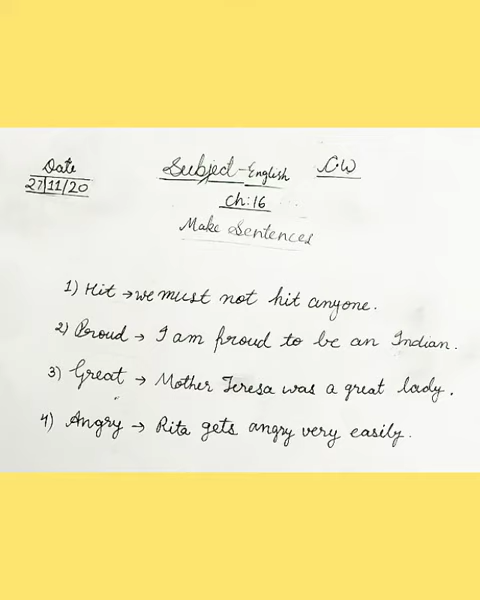 Date
27/11/20
Subject - English
C.W
Ch:16
Make Sentences
1) Hit → we must not hit anyone.
2) Proud → I am proud to be an Indian.
3) Great → Mother Teresa was a great lady.
4) Angry → Rita gets angry very easily.